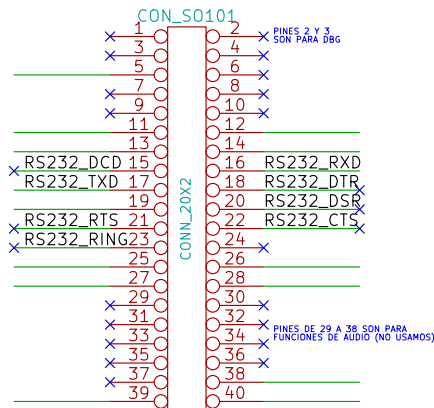 CON_SO101
1 2 PINES 2 Y 3
SON PARA DBG
3 4
5 6
7 8
9 10
11 12
13 14
RS232_DCD 15 16 RS232_RXD
RS232_TXD 17 18 RS232_DTR
19 20 RS232_DSR
RS232_RTS 21 22 RS232_CTS
RS232_RING 23 24
25 26
27 28
29 30
31 32 PINES DE 29 A 38 SON PARA
33 34 FUNCIONES DE AUDIO (NO USAMOS)
35 36
37 38
39 40
CONN_20X2